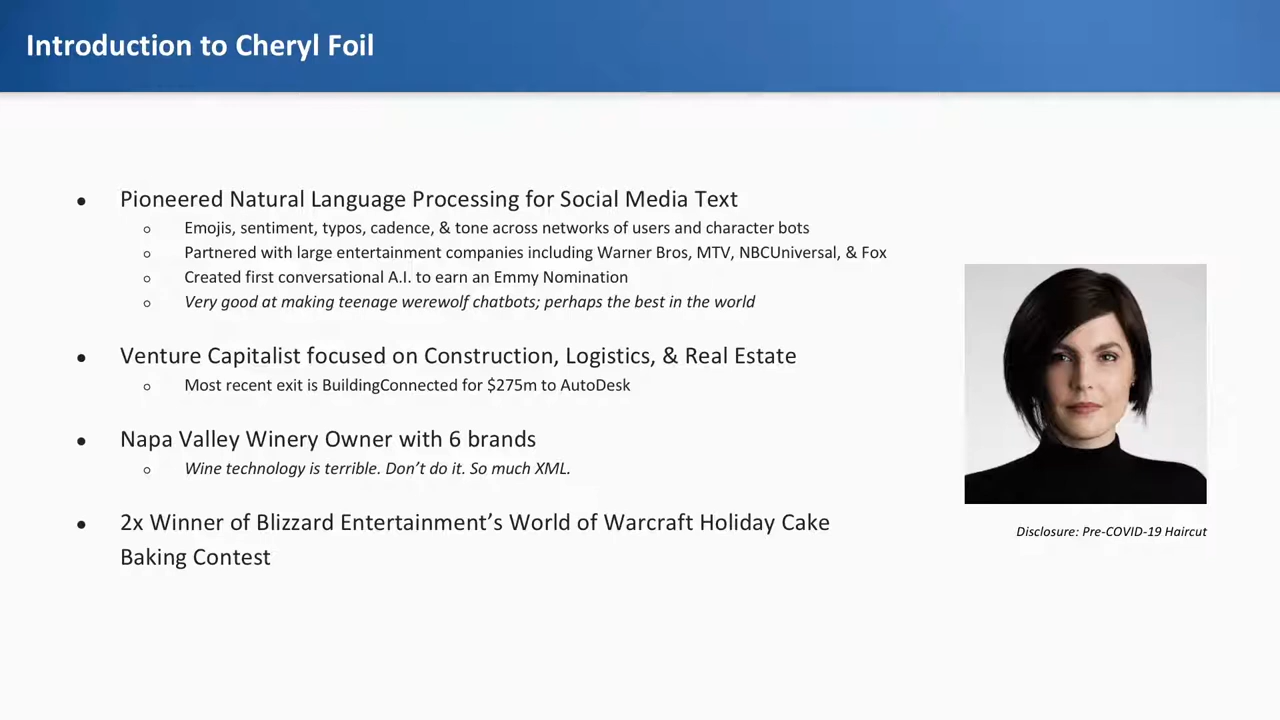 Introduction to Cheryl Foil
● Pioneered Natural Language Processing for Social Media Text
○ Emojis, sentiment, typos, cadence, & tone across networks of users and character bots
○ Partnered with large entertainment companies including Warner Bros, MTV, NBCUniversal, & Fox
○ Created first conversational A.I. to earn an Emmy Nomination
○ Very good at making teenage werewolf chatbots; perhaps the best in the world
● Venture Capitalist focused on Construction, Logistics, & Real Estate
○ Most recent exit is BuildingConnected for $275m to AutoDesk
● Napa Valley Winery Owner with 6 brands
○ Wine technology is terrible. Don’t do it. So much XML.
● 2x Winner of Blizzard Entertainment’s World of Warcraft Holiday Cake
Baking Contest
Disclosure: Pre-COVID-19 Haircut